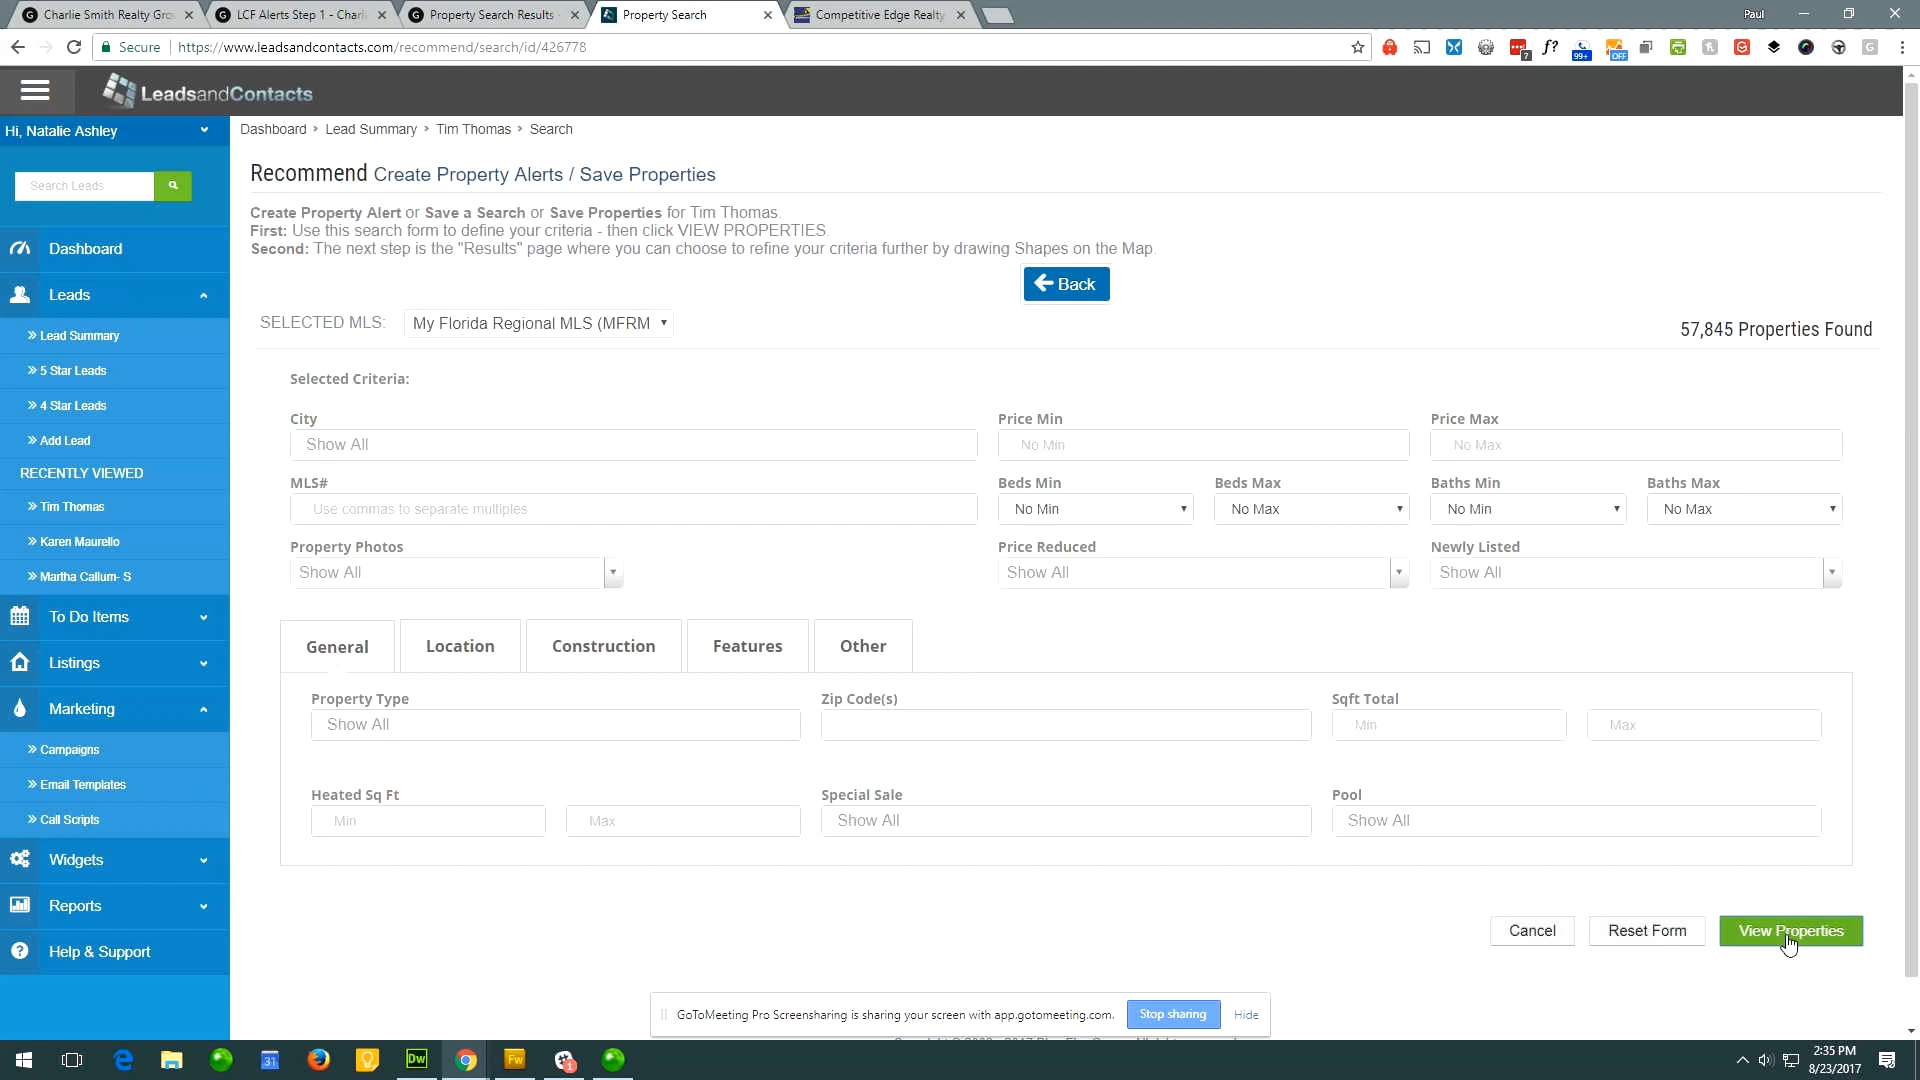 Charlie Smith Realty Gro
LCF Alerts Step 1 - Charli
Property Search Results
Property Search
Competitive Edge Realty
Paul
Secure
https://www.leadsandcontacts.com/recommend/search/id/426778
7
f?
99+
OFF
G
LeadsandContacts
Hi, Natalie Ashley
Search Leads
Dashboard
Leads
Lead Summary
5 Star Leads
4 Star Leads
Add Lead
RECENTLY VIEWED
Tim Thomas
Karen Maurello
Martha Callum- S
To Do Items
Listings
Marketing
Campaigns
Email Templates
Call Scripts
Widgets
Reports
Help & Support
Dashboard > Lead Summary > Tim Thomas > Search
Recommend Create Property Alerts / Save Properties
Create Property Alert or Save a Search or Save Properties for Tim Thomas.
First: Use this search form to define your criteria - then click VIEW PROPERTIES.
Second: The next step is the "Results" page where you can choose to refine your criteria further by drawing Shapes on the Map.
Back
SELECTED MLS: My Florida Regional MLS (MFRM
57,845 Properties Found
Selected Criteria:
City
Show All
Price Min
No Min
Price Max
No Max
MLS#
Use commas to separate multiples
Beds Min
No Min
Beds Max
No Max
Baths Min
No Min
Baths Max
No Max
Property Photos
Show All
Price Reduced
Show All
Newly Listed
Show All
General
Location
Construction
Features
Other
Property Type
Show All
Zip Code(s)
Sqft Total
Min
Max
Heated Sq Ft
Min
Max
Special Sale
Show All
Pool
Show All
Cancel
Reset Form
View Properties
GoToMeeting Pro Screensharing is sharing your screen with app.gotomeeting.com.
Stop sharing
Hide
31
Dw
Fw
1
2:35 PM
8/23/2017